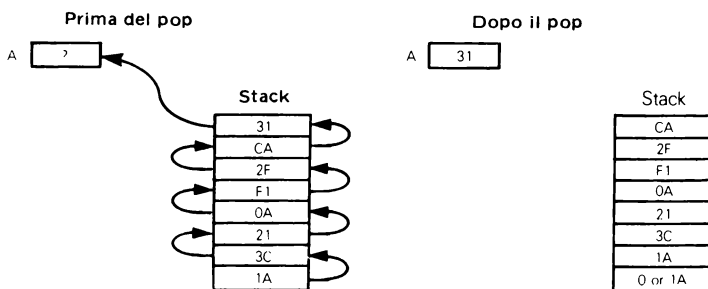 Prima del pop
Dopo il pop
A ?
A 31
Stack
31
CA
2F
F1
0A
21
3C
1A
Stack
CA
2F
F1
0A
21
3C
1A
0 or 1A